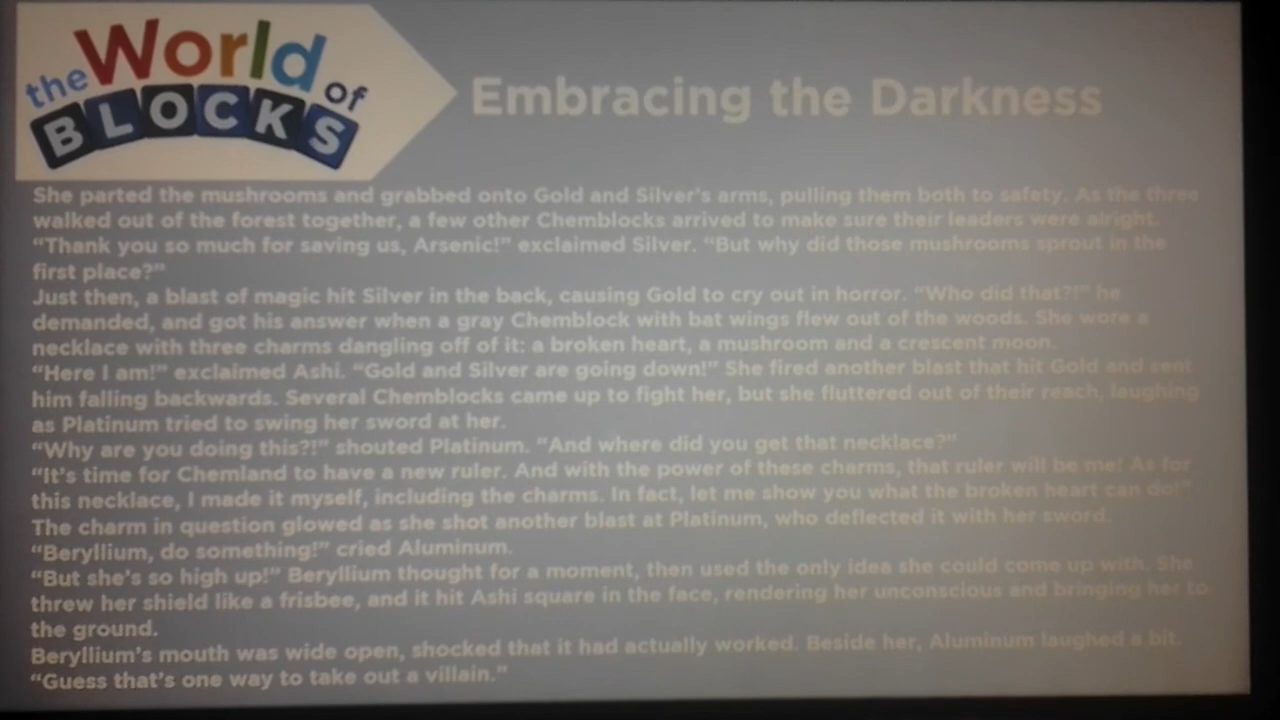 the World of BLOCKS
Embracing the Darkness
She parted the mushrooms and grabbed onto Gold and Silver's arms, pulling them both to safety. As the three
walked out of the forest together, a few other Chemblocks arrived to make sure their leaders were alright.
“Thank you so much for saving us, Arsenic!” exclaimed Silver. “But why did those mushrooms sprout in the
first place?”
Just then, a blast of magic hit Silver in the back, causing Gold to cry out in horror. “Who did that?!” he
demanded, and got his answer when a gray Chemblock with bat wings flew out of the woods. She wore a
necklace with three charms dangling off of it: a broken heart, a mushroom and a crescent moon.
“Here I am!” exclaimed Ashi. “Gold and Silver are going down!” She fired another blast that hit Gold and sent
him falling backwards. Several Chemblocks came up to fight her, but she fluttered out of their reach, laughing
as Platinum tried to swing her sword at her.
“Why are you doing this?!” shouted Platinum. “And where did you get that necklace?”
“It's time for Chemland to have a new ruler. And with the power of these charms, that ruler will be me! As for
this necklace, I made it myself, including the charms. In fact, let me show you what the broken heart can do!”
The charm in question glowed as she shot another blast at Platinum, who deflected it with her sword.
“Beryllium, do something!” cried Aluminum.
“But she's so high up!” Beryllium thought for a moment, then used the only idea she could come up with. She
threw her shield like a frisbee, and it hit Ashi square in the face, rendering her unconscious and bringing her to
the ground.
Beryllium's mouth was wide open, shocked that it had actually worked. Beside her, Aluminum laughed a bit.
“Guess that's one way to take out a villain.”